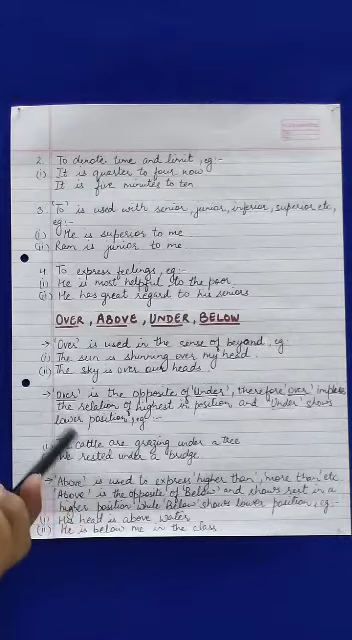 2. To denote time and limit, eg:-
(i) It is quarter to four now
It is five minutes to ten
3. 'To' is used with senior, junior, inferior, superior etc,
eg:-
(i) He is superior to me
(ii) Ram is junior to me
4. To express feelings, eg:-
(i) He is most helpful to the poor
(ii) He has great regard to his seniors
OVER, ABOVE, UNDER, BELOW
→ 'Over' is used in the sense of beyond, eg:
(i) The sun is shinning over my head
(ii) The sky is over our heads
→ 'Over' is the opposite of 'Under', therefore 'Over' implies
the relation of highest in position and 'Under' shows
lower position, eg:-
cattle are grazing under a tree
We rested under a bridge
→ 'Above' is used to express 'higher than', 'more than' etc
'Above' is the opposite of 'Below' and shows rest in a
higher position while 'Below' shows lower position, eg:-
(i) His head is above water
(ii) He is below me in the class